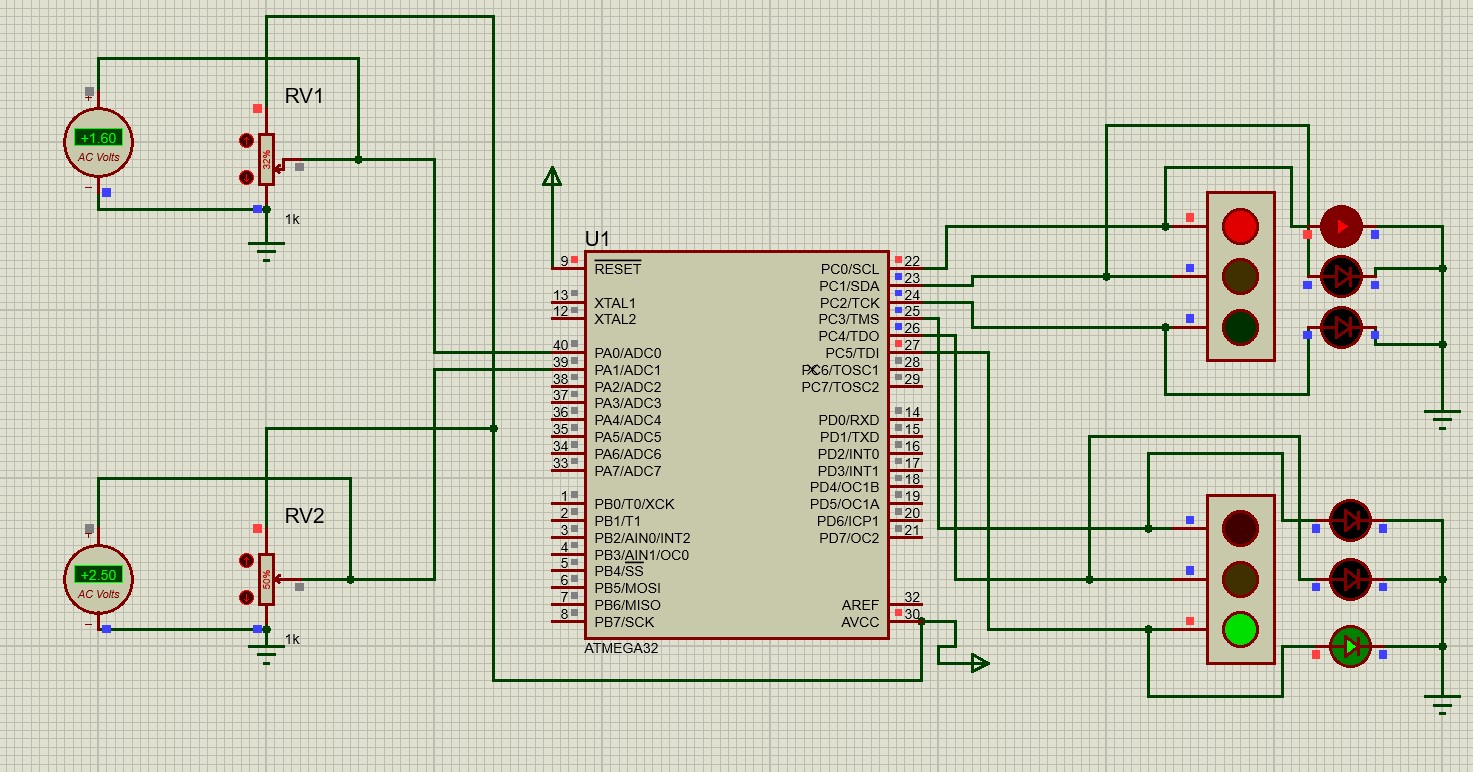 RV1
+
+1.60
AC Volts
−
32%
1k
RV2
+
+2.50
AC Volts
−
50%
1k
U1
9 RESET PC0/SCL 22
PC1/SDA 23
13 XTAL1 PC2/TCK 24
12 XTAL2 PC3/TMS 25
PC4/TDO 26
40 PA0/ADC0 PC5/TDI 27
39 PA1/ADC1 PC6/TOSC1 28
38 PA2/ADC2 PC7/TOSC2 29
37 PA3/ADC3
36 PA4/ADC4 PD0/RXD 14
35 PA5/ADC5 PD1/TXD 15
34 PA6/ADC6 PD2/INT0 16
33 PA7/ADC7 PD3/INT1 17
PD4/OC1B 18
1 PB0/T0/XCK PD5/OC1A 19
2 PB1/T1 PD6/ICP1 20
3 PB2/AIN0/INT2 PD7/OC2 21
4 PB3/AIN1/OC0
5 PB4/SS
6 PB5/MOSI
7 PB6/MISO AREF 32
8 PB7/SCK AVCC 30
ATMEGA32